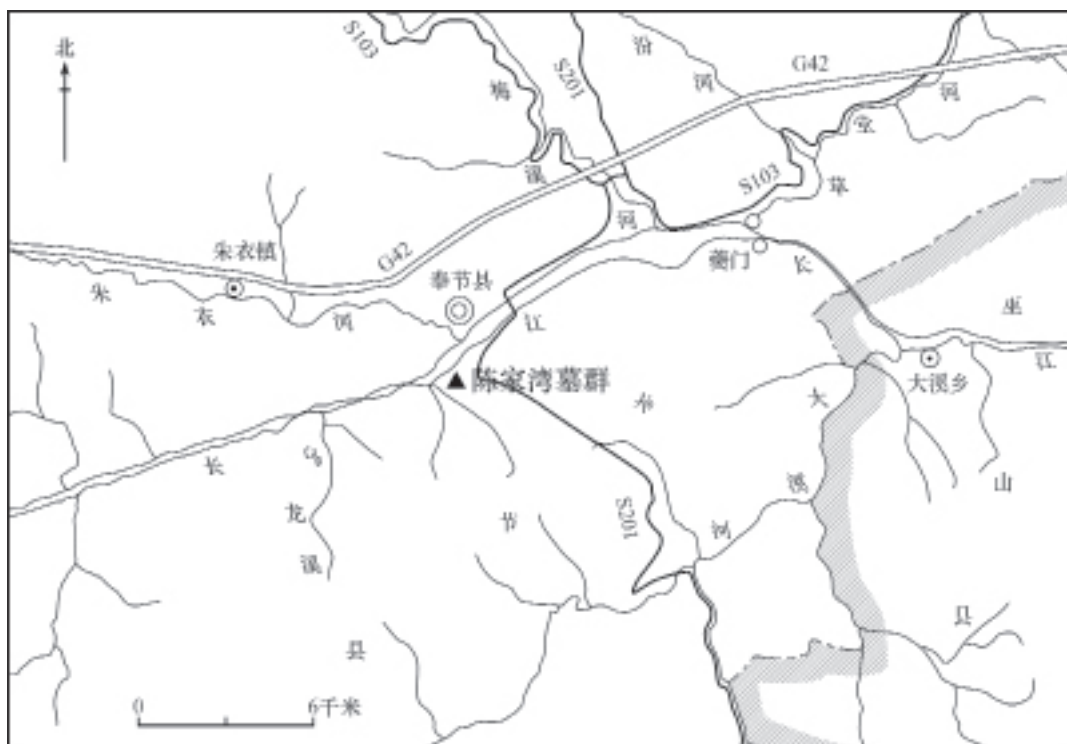 北
S103
梅
溪
河
S201
汾
河
G42
草
堂
河
S103
朱衣镇
G42
朱
衣
河
奉节县
夔门
长
江
巫
山
县
大溪乡
陈家湾墓群
长
江
奉
节
县
大
溪
河
S201
龙
溪
0
6千米